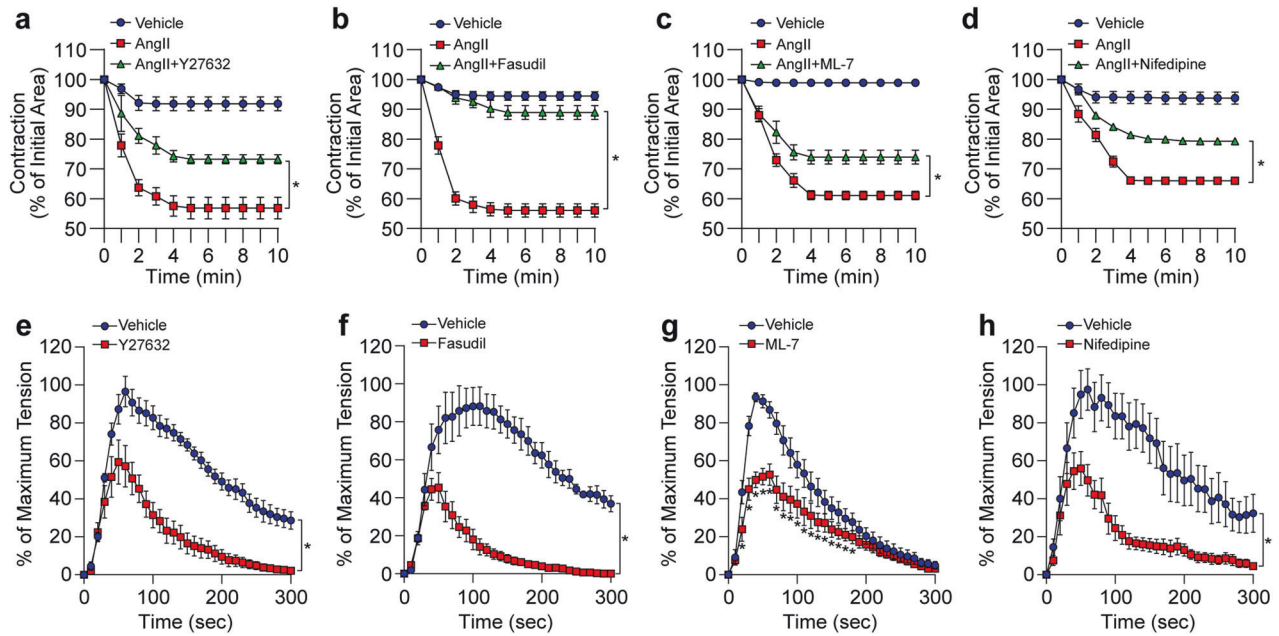 a
Vehicle
AngII
AngII+Y27632
110
100
90
80
70
60
50
Contraction
(% of Initial Area)
0 2 4 6 8 10
Time (min)
*
b
Vehicle
AngII
AngII+Fasudil
110
100
90
80
70
60
50
Contraction
(% of Initial Area)
0 2 4 6 8 10
Time (min)
*
c
Vehicle
AngII
AngII+ML-7
110
100
90
80
70
60
50
Contraction
(% of Initial Area)
0 2 4 6 8 10
Time (min)
*
d
Vehicle
AngII
AngII+Nifedipine
110
100
90
80
70
60
50
Contraction
(% of Initial Area)
0 2 4 6 8 10
Time (min)
*
e
Vehicle
Y27632
120
100
80
60
40
20
0
% of Maximum Tension
0 100 200 300
Time (sec)
*
f
Vehicle
Fasudil
120
100
80
60
40
20
0
% of Maximum Tension
0 100 200 300
Time (sec)
*
g
Vehicle
ML-7
120
100
80
60
40
20
0
% of Maximum Tension
0 100 200 300
Time (sec)
h
Vehicle
Nifedipine
120
100
80
60
40
20
0
% of Maximum Tension
0 100 200 300
Time (sec)
*